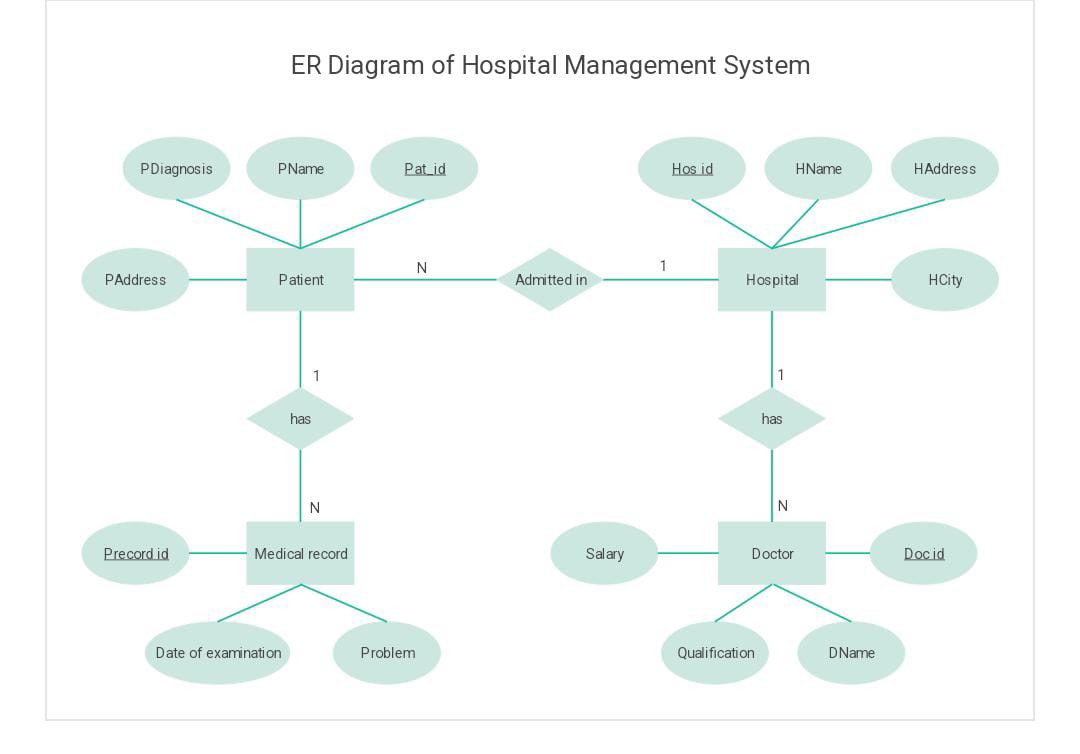 ER Diagram of Hospital Management System
PDiagnosis
PName
Pat_id
Hos id
HName
HAddress
PAddress
Patient
N
Admitted in
1
Hospital
HCity
1
1
has
has
N
N
Precord id
Medical record
Salary
Doctor
Doc id
Date of examination
Problem
Qualification
DName